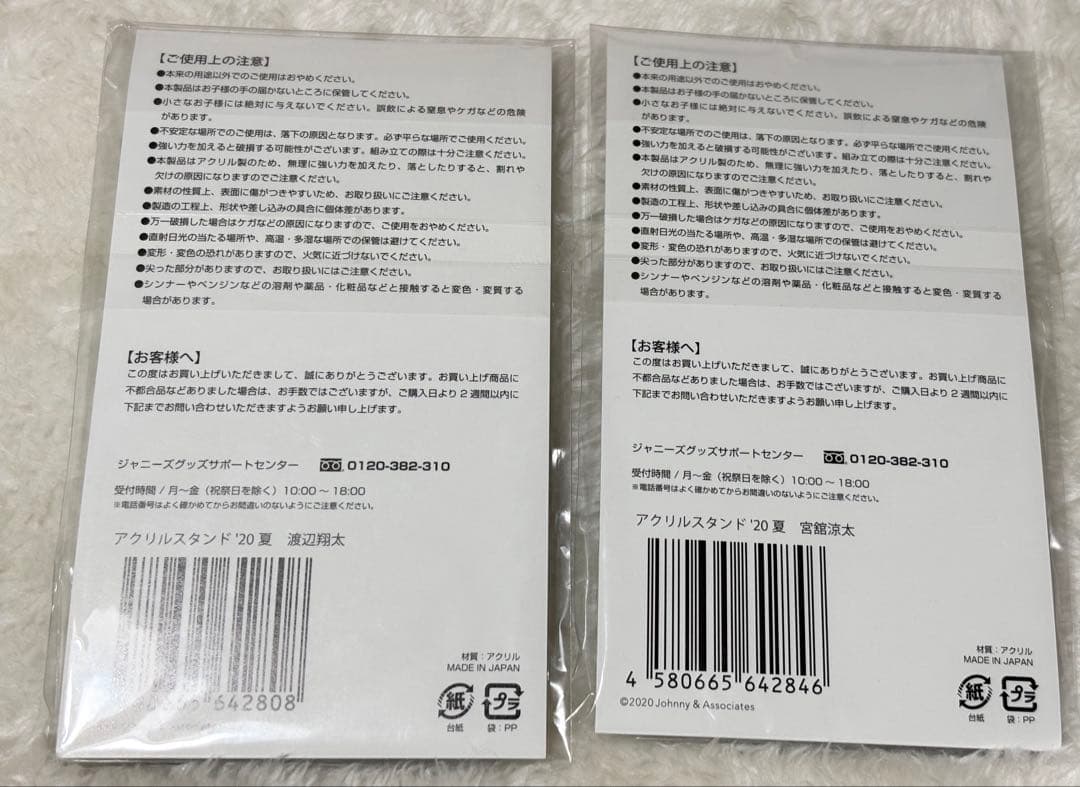 【ご使用上の注意】
●本来の用途以外でのご使用はおやめください。
●本製品はお子様の手の届かないところに保管してください。
●小さなお子様には絶対に与えないでください。誤飲による窒息やケガなどの危険
があります。
●不安定な場所でのご使用は、落下の原因となります。必ず平らな場所でご使用ください。
●強い力を加えると破損する可能性がございます。組み立ての際は十分ご注意ください。
●本製品はアクリル製のため、無理に強い力を加えたり、落としたりすると、割れや
欠けの原因になりますのでご注意ください。
●素材の性質上、表面に傷がつきやすいため、お取り扱いにご注意ください。
●製造の工程上、形状や差し込みの具合に個体差があります。
●万一破損した場合はケガなどの原因になりますので、ご使用をおやめください。
●直射日光の当たる場所や、高温・多湿な場所での保管は避けてください。
●変形・変色の恐れがありますので、火気に近づけないでください。
●尖った部分がありますので、お取り扱いにはご注意ください。
●シンナーやベンジンなどの溶剤や薬品・化粧品などと接触すると変色・変質する
場合があります。
【お客様へ】
この度はお買い上げいただきまして、誠にありがとうございます。お買い上げ商品に
不都合品などありました場合は、お手数ではございますが、ご購入日より2週間以内に
下記までお問い合わせいただきますようお願い申し上げます。
ジャニーズグッズサポートセンター 0120-382-310
受付時間 / 月〜金（祝祭日を除く）10:00 〜 18:00
※電話番号はよく確かめてからお間違いのないようにご注意ください。
アクリルスタンド '20 夏 渡辺翔太
642808
材質：アクリル
MADE IN JAPAN
紙 プラ
台紙 袋：PP
【ご使用上の注意】
●本来の用途以外でのご使用はおやめください。
●本製品はお子様の手の届かないところに保管してください。
●小さなお子様には絶対に与えないでください。誤飲による窒息やケガなどの危険
があります。
●不安定な場所でのご使用は、落下の原因となります。必ず平らな場所でご使用ください。
●強い力を加えると破損する可能性がございます。組み立ての際は十分ご注意ください。
●本製品はアクリル製のため、無理に強い力を加えたり、落としたりすると、割れや
欠けの原因になりますのでご注意ください。
●素材の性質上、表面に傷がつきやすいため、お取り扱いにご注意ください。
●製造の工程上、形状や差し込みの具合に個体差があります。
●万一破損した場合はケガなどの原因になりますので、ご使用をおやめください。
●直射日光の当たる場所や、高温・多湿な場所での保管は避けてください。
●変形・変色の恐れがありますので、火気に近づけないでください。
●尖った部分がありますので、お取り扱いにはご注意ください。
●シンナーやベンジンなどの溶剤や薬品・化粧品などと接触すると変色・変質する
場合があります。
【お客様へ】
この度はお買い上げいただきまして、誠にありがとうございます。お買い上げ商品に
不都合品などありました場合は、お手数ではございますが、ご購入日より2週間以内に
下記までお問い合わせいただきますようお願い申し上げます。
ジャニーズグッズサポートセンター 0120-382-310
受付時間 / 月〜金（祝祭日を除く）10:00 〜 18:00
※電話番号はよく確かめてからお間違いのないようにご注意ください。
アクリルスタンド '20 夏 宮舘涼太
4 580665 642846
©2020 Johnny & Associates
材質：アクリル
MADE IN JAPAN
紙 プラ
台紙 袋：PP